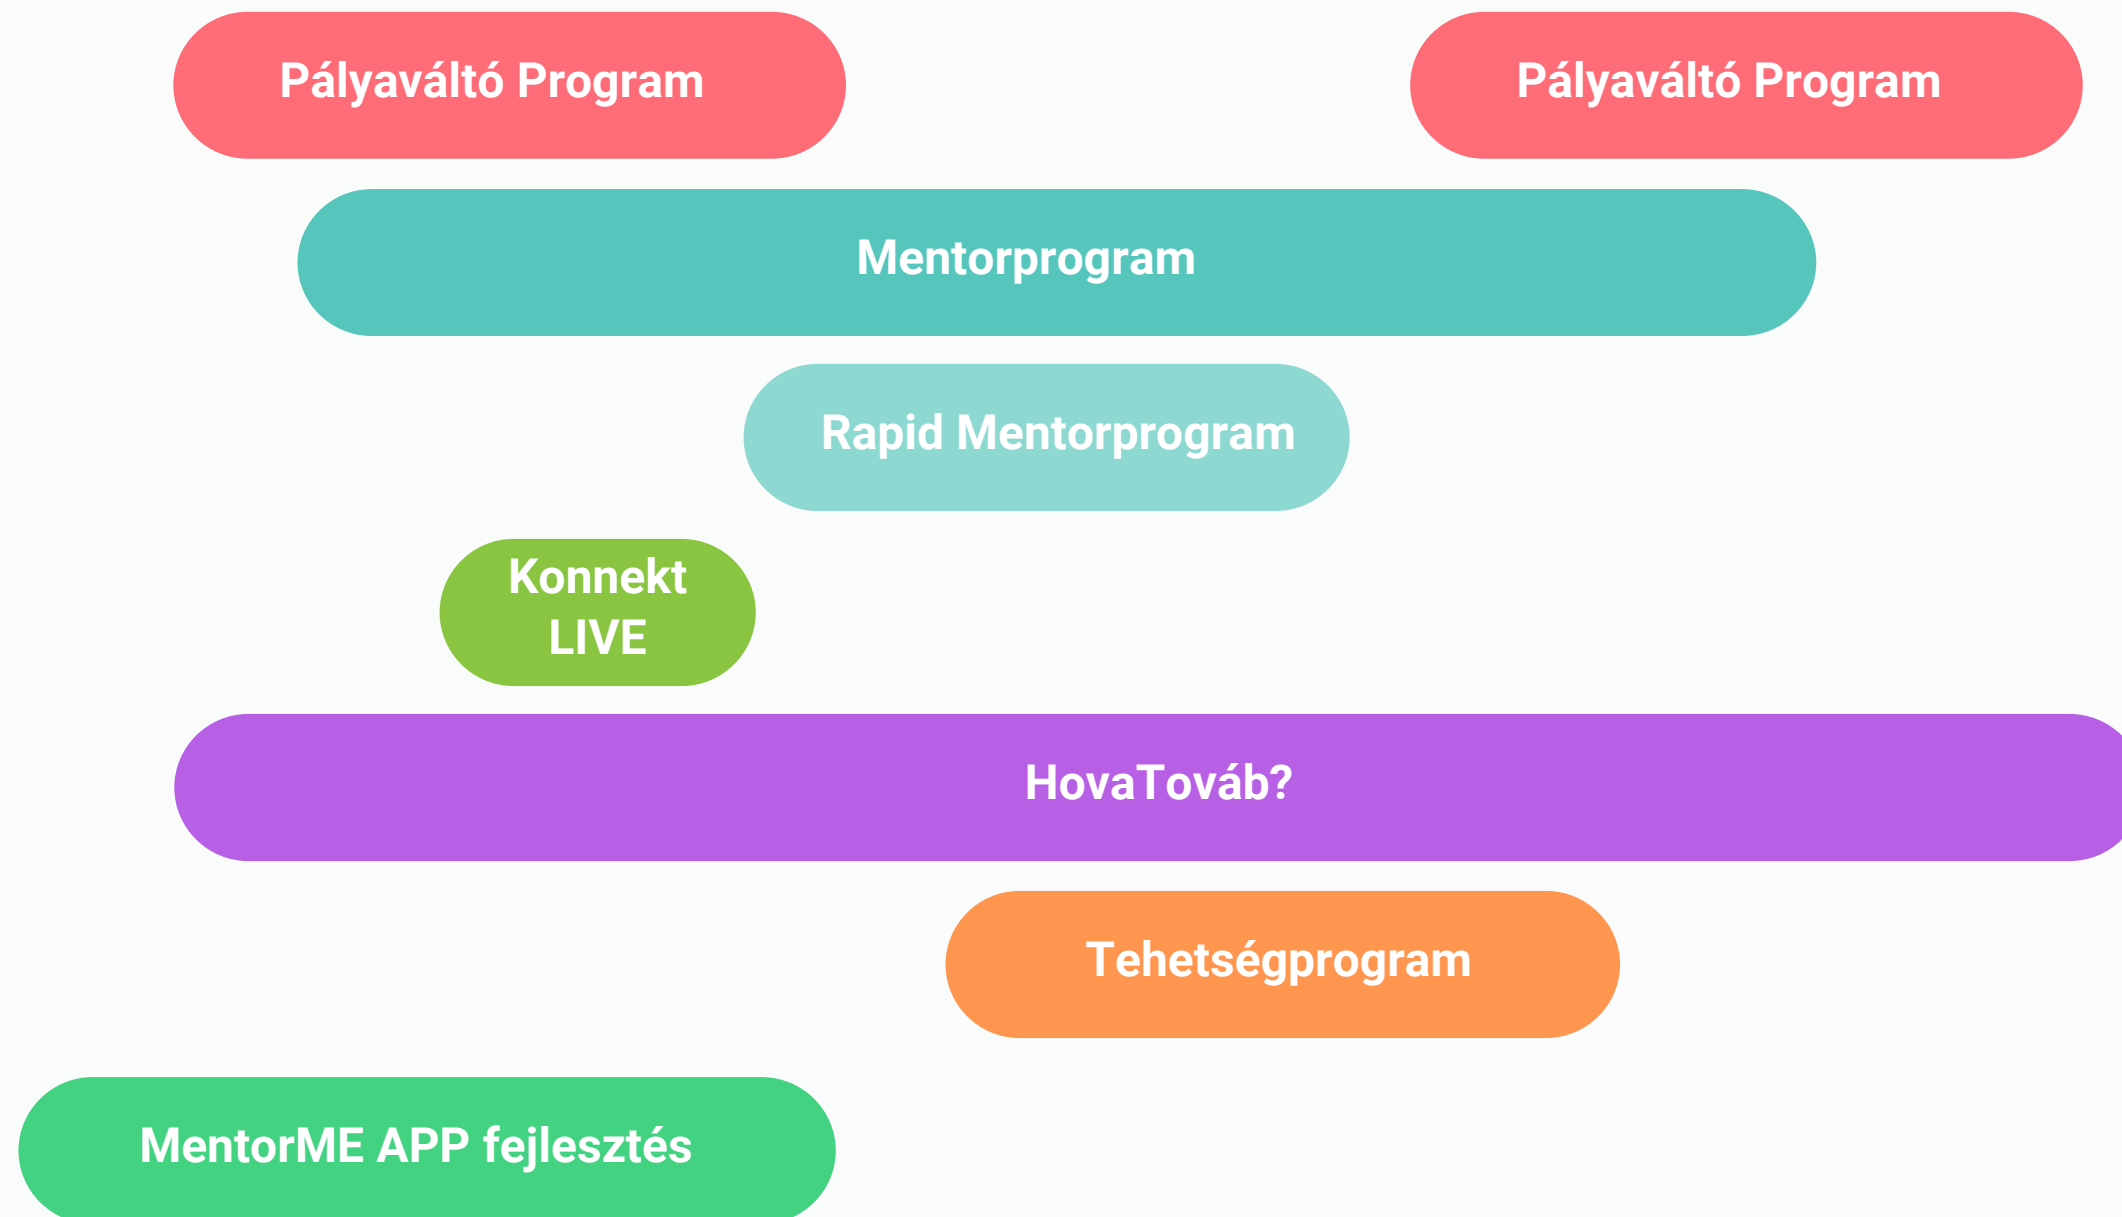 Pályaváltó Program
Pályaváltó Program
Mentorprogram
Rapid Mentorprogram
Konnekt
LIVE
HovaTováb?
Tehetségprogram
MentorME APP fejlesztés